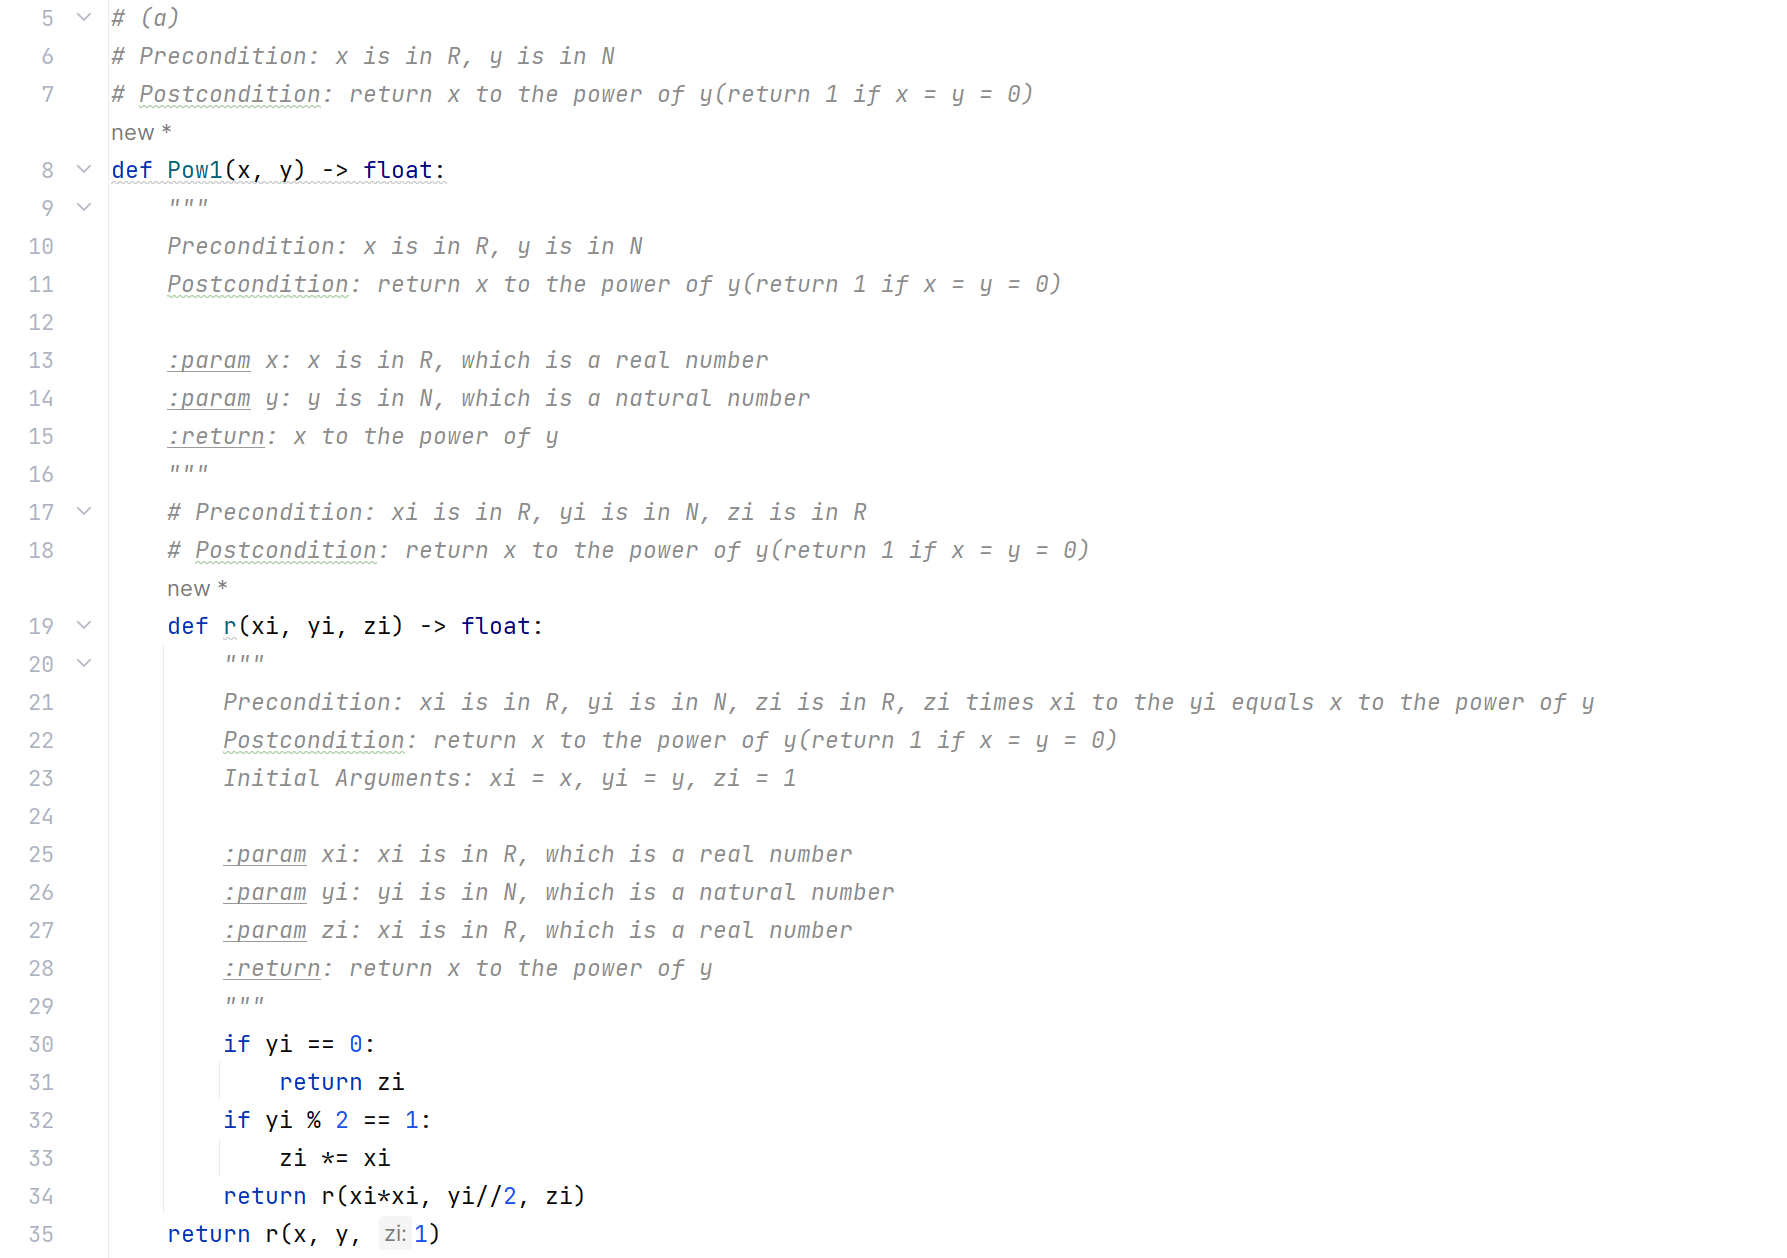 5 # (a)
6 # Precondition: x is in R, y is in N
7 # Postcondition: return x to the power of y(return 1 if x = y = 0)
new *
8 def Pow1(x, y) -> float:
9 """
10 Precondition: x is in R, y is in N
11 Postcondition: return x to the power of y(return 1 if x = y = 0)
12
13 :param x: x is in R, which is a real number
14 :param y: y is in N, which is a natural number
15 :return: x to the power of y
16 """
17 # Precondition: xi is in R, yi is in N, zi is in R
18 # Postcondition: return x to the power of y(return 1 if x = y = 0)
new *
19 def r(xi, yi, zi) -> float:
20 """
21 Precondition: xi is in R, yi is in N, zi is in R, zi times xi to the yi equals x to the power of y
22 Postcondition: return x to the power of y(return 1 if x = y = 0)
23 Initial Arguments: xi = x, yi = y, zi = 1
24
25 :param xi: xi is in R, which is a real number
26 :param yi: yi is in N, which is a natural number
27 :param zi: xi is in R, which is a real number
28 :return: return x to the power of y
29 """
30 if yi == 0:
31 return zi
32 if yi % 2 == 1:
33 zi *= xi
34 return r(xi*xi, yi//2, zi)
35 return r(x, y, zi: 1)